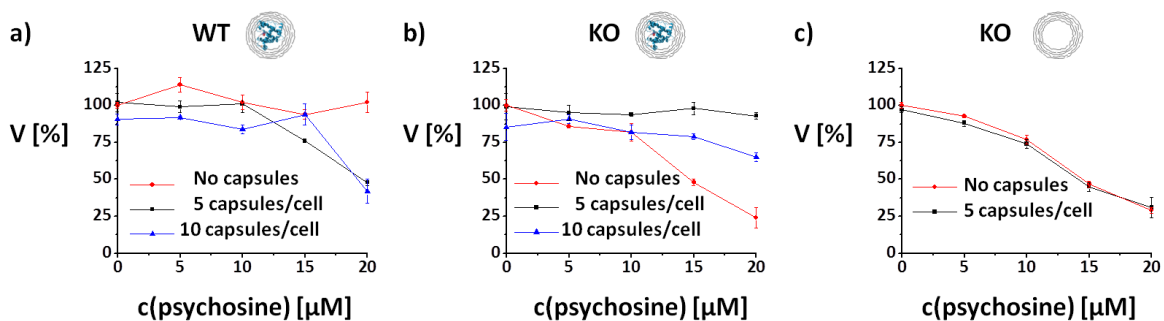 a) WT
125
100
75
50
25
0
V [%]
No capsules
5 capsules/cell
10 capsules/cell
0 5 10 15 20
c(psychosine) [µM]
b) KO
125
100
75
50
25
0
V [%]
No capsules
5 capsules/cell
10 capsules/cell
0 5 10 15 20
c(psychosine) [µM]
c) KO
125
100
75
50
25
0
V [%]
No capsules
5 capsules/cell
0 5 10 15 20
c(psychosine) [µM]